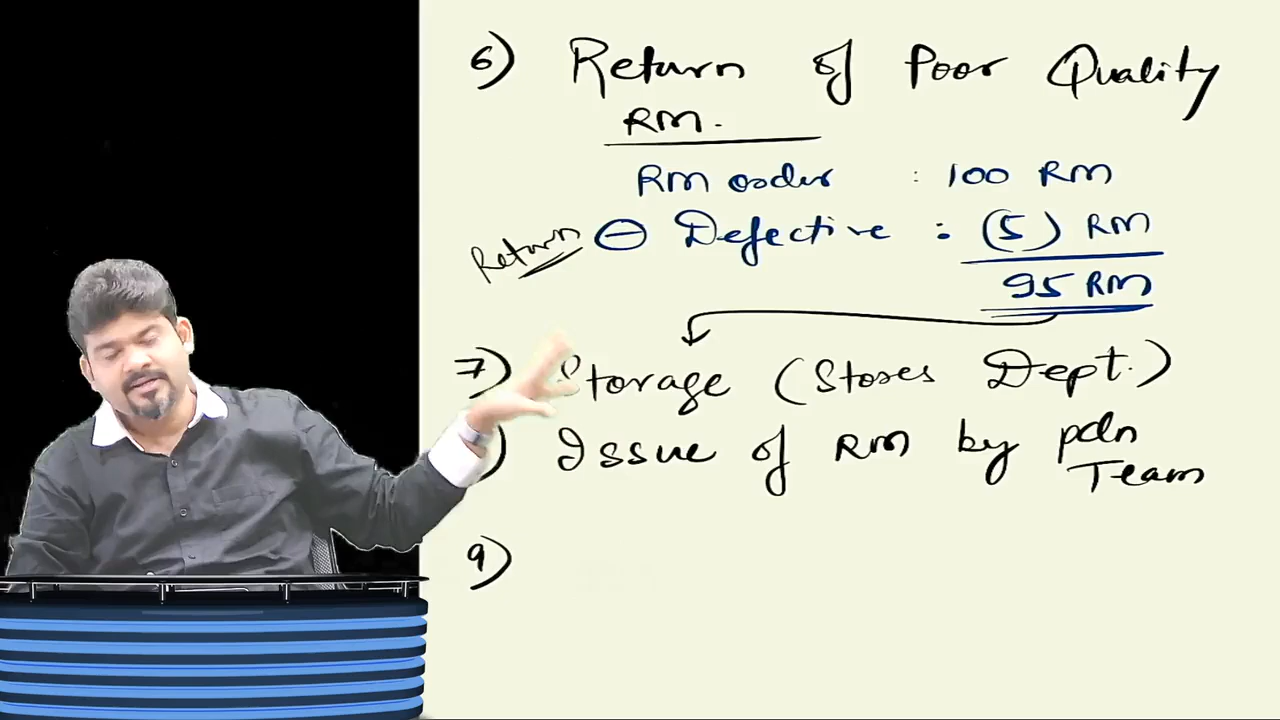 6) Return of Poor Quality
RM.
RM order : 100 RM
Return ⊖ Defective : (5) RM
95 RM
7) Storage (Stores Dept.)
) Issue of RM by pdn
Team
9)